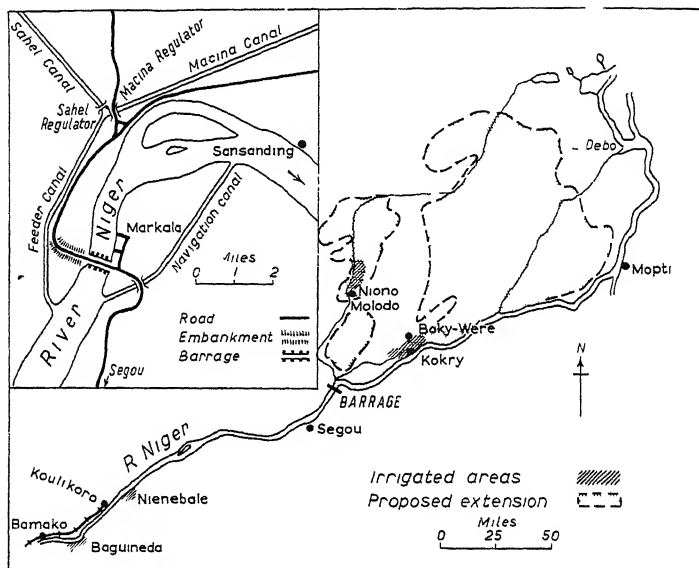 Sahel Canal
Macina Regulator
Macina Canal
Sahel
Regulator
Sansanding
Feeder Canal
Niger
Markala
Navigation canal
Miles
0 1 2
River
Road
Embankment
Barrage
Segou
Debo
Mopti
Niono
Molodo
Boky-Weré
Kokry
BARRAGE
N
Segou
R Niger
Koulikoro
Nienebale
Bamako
Baguineda
Irrigated areas
Proposed extension
Miles
0 25 50